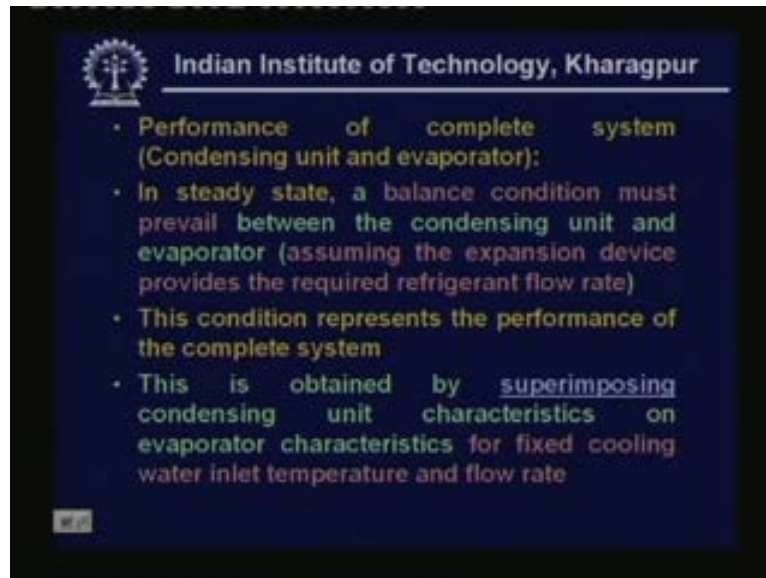 Indian Institute of Technology, Kharagpur
• Performance of complete system
(Condensing unit and evaporator):
• In steady state, a balance condition must
prevail between the condensing unit and
evaporator (assuming the expansion device
provides the required refrigerant flow rate)
• This condition represents the performance of
the complete system
• This is obtained by superimposing
condensing unit characteristics on
evaporator characteristics for fixed cooling
water inlet temperature and flow rate